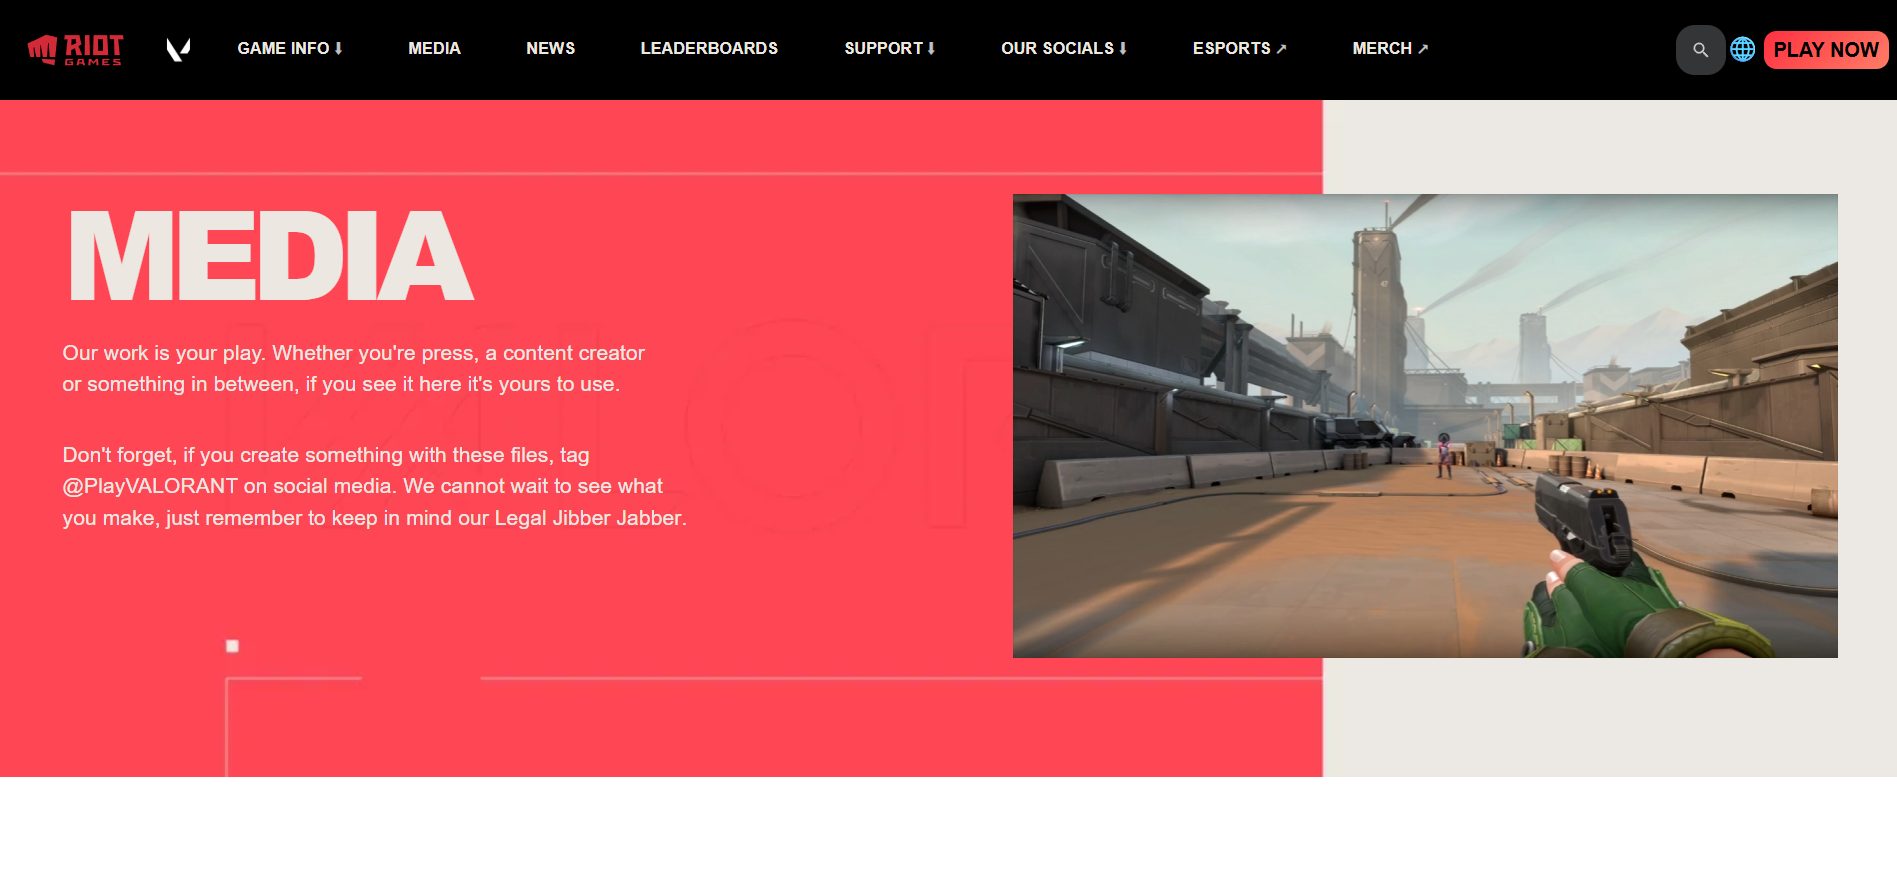 RIOT GAMES
GAME INFO ⬇ MEDIA NEWS LEADERBOARDS SUPPORT ⬇ OUR SOCIALS ⬇ ESPORTS ↗ MERCH ↗ PLAY NOW
MEDIA
Our work is your play. Whether you're press, a content creator
or something in between, if you see it here it's yours to use.
Don't forget, if you create something with these files, tag
@PlayVALORANT on social media. We cannot wait to see what
you make, just remember to keep in mind our Legal Jibber Jabber.